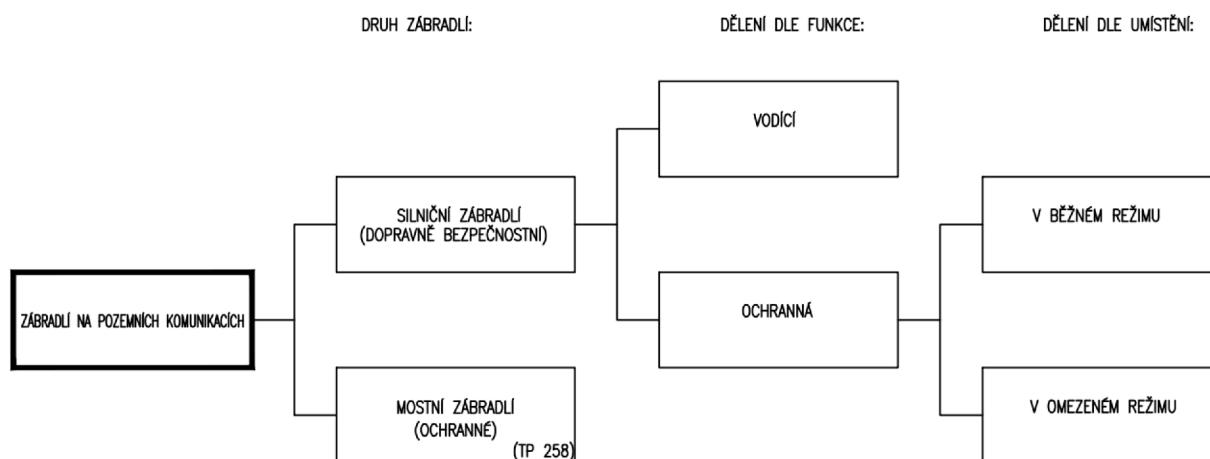 DRUH ZÁBRADLÍ:
DĚLENÍ DLE FUNKCE:
DĚLENÍ DLE UMÍSTĚNÍ:
ZÁBRADLÍ NA POZEMNÍCH KOMUNIKACÍCH
SILNIČNÍ ZÁBRADLÍ
(DOPRAVNĚ BEZPEČNOSTNÍ)
MOSTNÍ ZÁBRADLÍ
(OCHRANNÉ)
(TP 258)
VODÍCÍ
OCHRANNÁ
V BĚŽNÉM REŽIMU
V OMEZENÉM REŽIMU